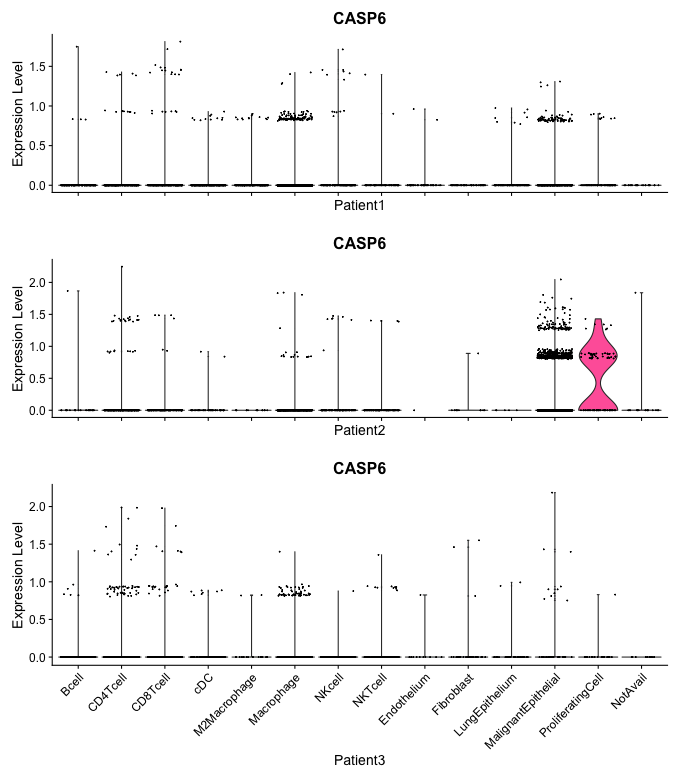 CASP6
Expression Level
1.5
1.0
0.5
0.0
Patient1
CASP6
Expression Level
2.0
1.5
1.0
0.5
0.0
Patient2
CASP6
Expression Level
2.0
1.5
1.0
0.5
0.0
Bcell
CD4Tcell
CD8Tcell
cDC
M2Macrophage
Macrophage
NKcell
NKTcell
Endothelium
Fibroblast
LungEpithelium
MalignantEpithelial
ProliferatingCell
NotAvail
Patient3